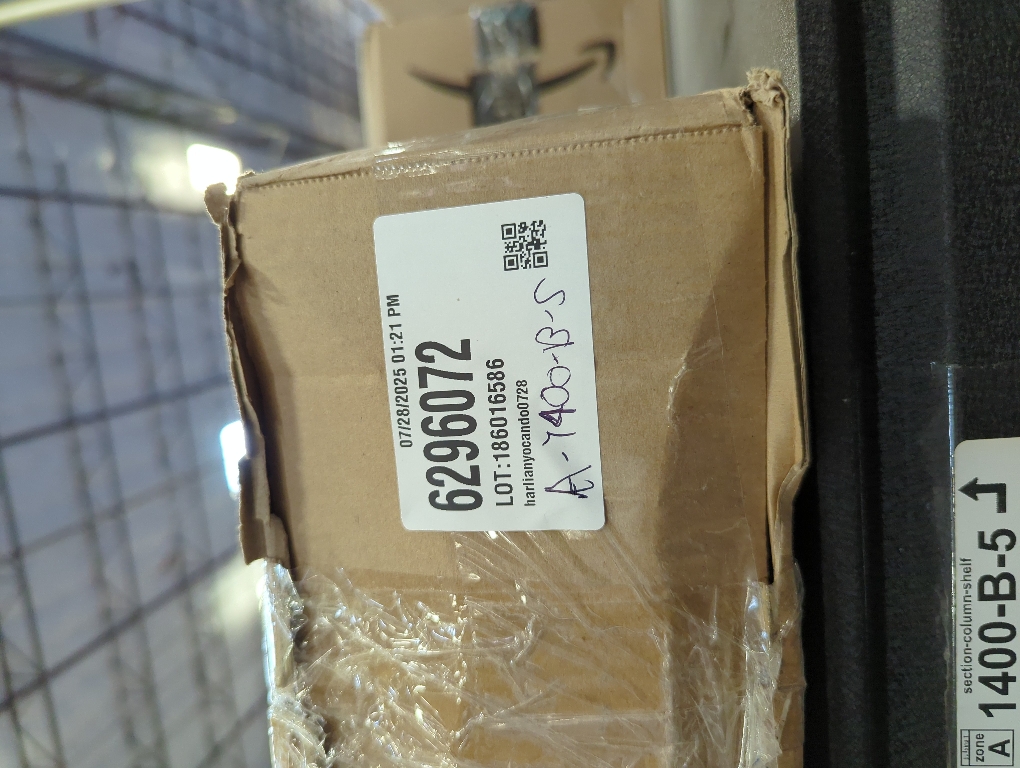 07/28/2025 01:21 PM
6296072
LOT:186016586
harlianyocando0728
A-1400-B-5
section-column-shelf
zone
A
1400-B-5